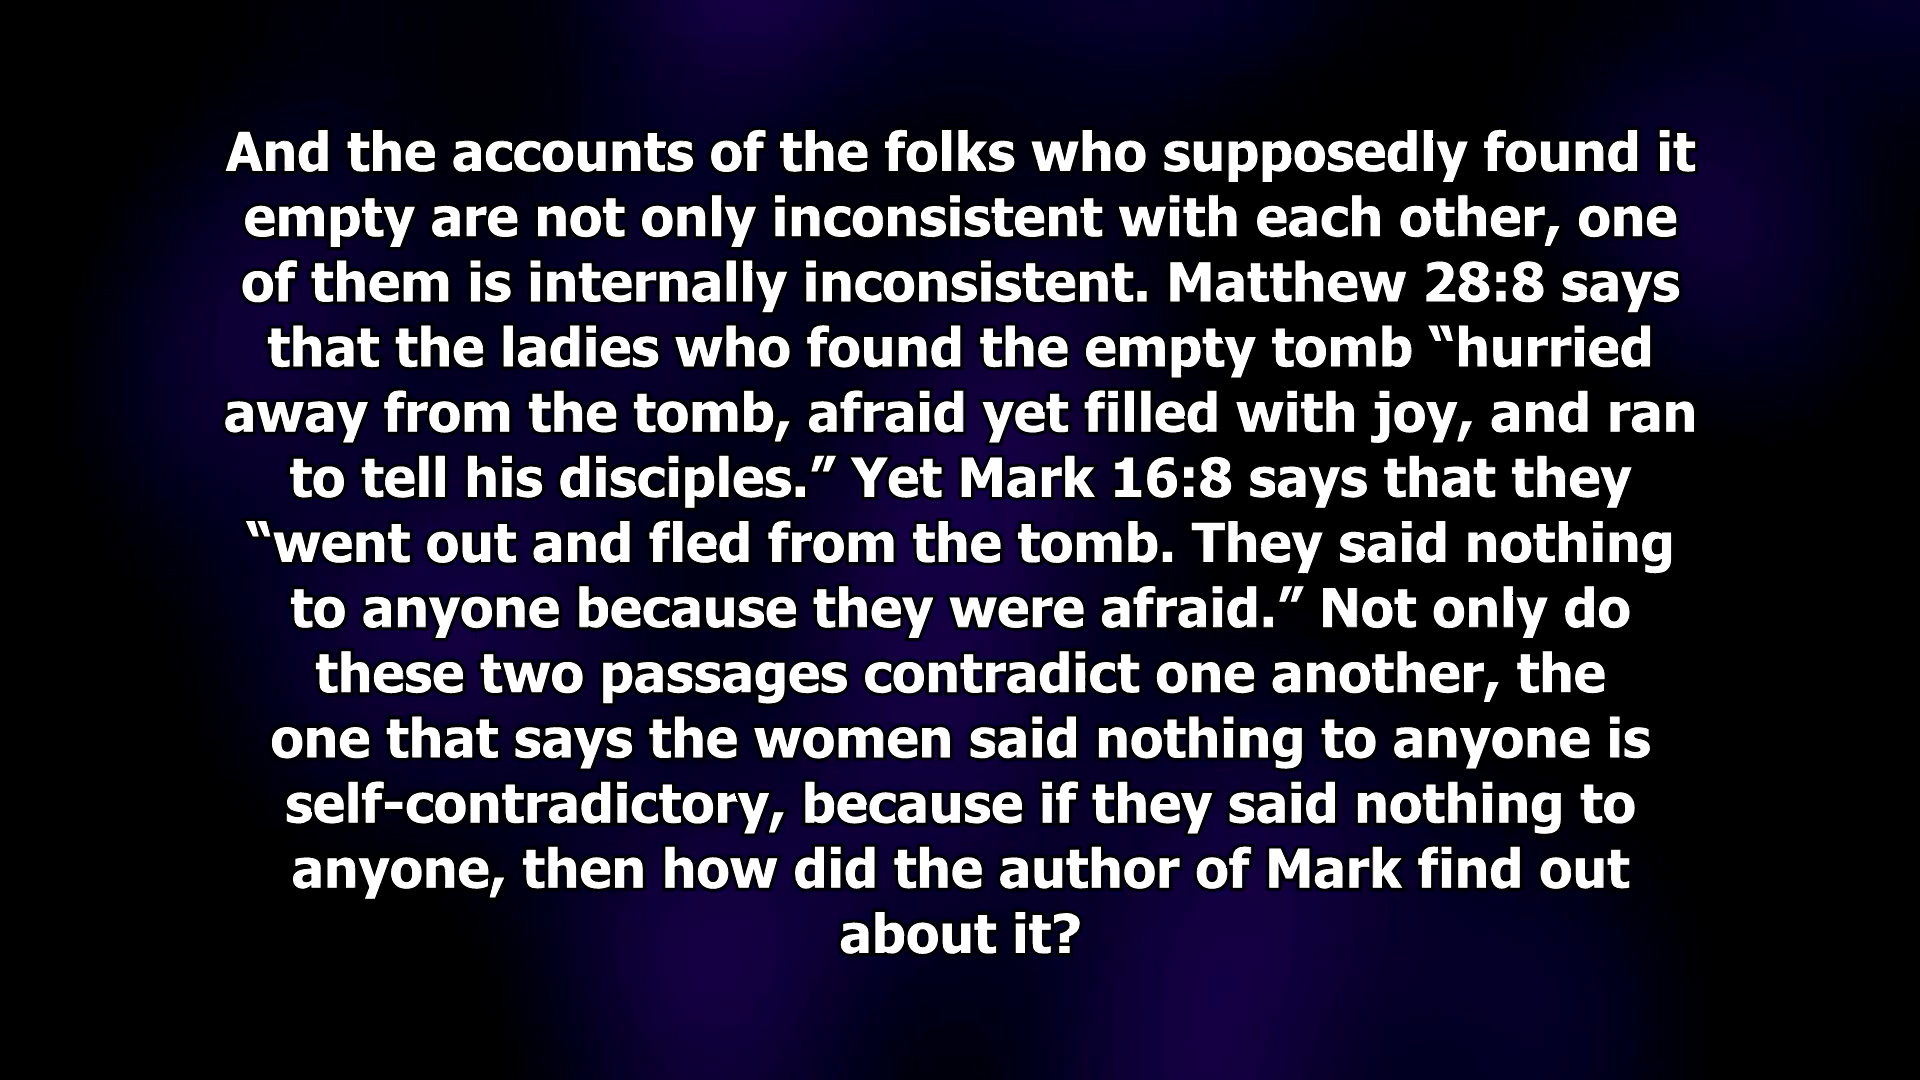 And the accounts of the folks who supposedly found it
empty are not only inconsistent with each other, one
of them is internally inconsistent. Matthew 28:8 says
that the ladies who found the empty tomb “hurried
away from the tomb, afraid yet filled with joy, and ran
to tell his disciples.” Yet Mark 16:8 says that they
“went out and fled from the tomb. They said nothing
to anyone because they were afraid.” Not only do
these two passages contradict one another, the
one that says the women said nothing to anyone is
self-contradictory, because if they said nothing to
anyone, then how did the author of Mark find out
about it?